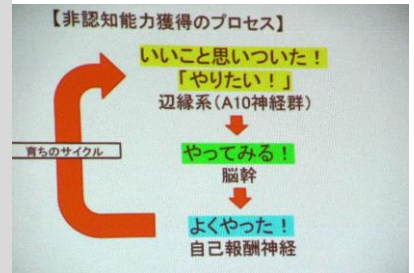 【非認知能力獲得のプロセス】
いいこと思いついた！
「やりたい！」
辺縁系（A10神経群）
育ちのサイクル
やってみる！
脳幹
よくやった！
自己報酬神経